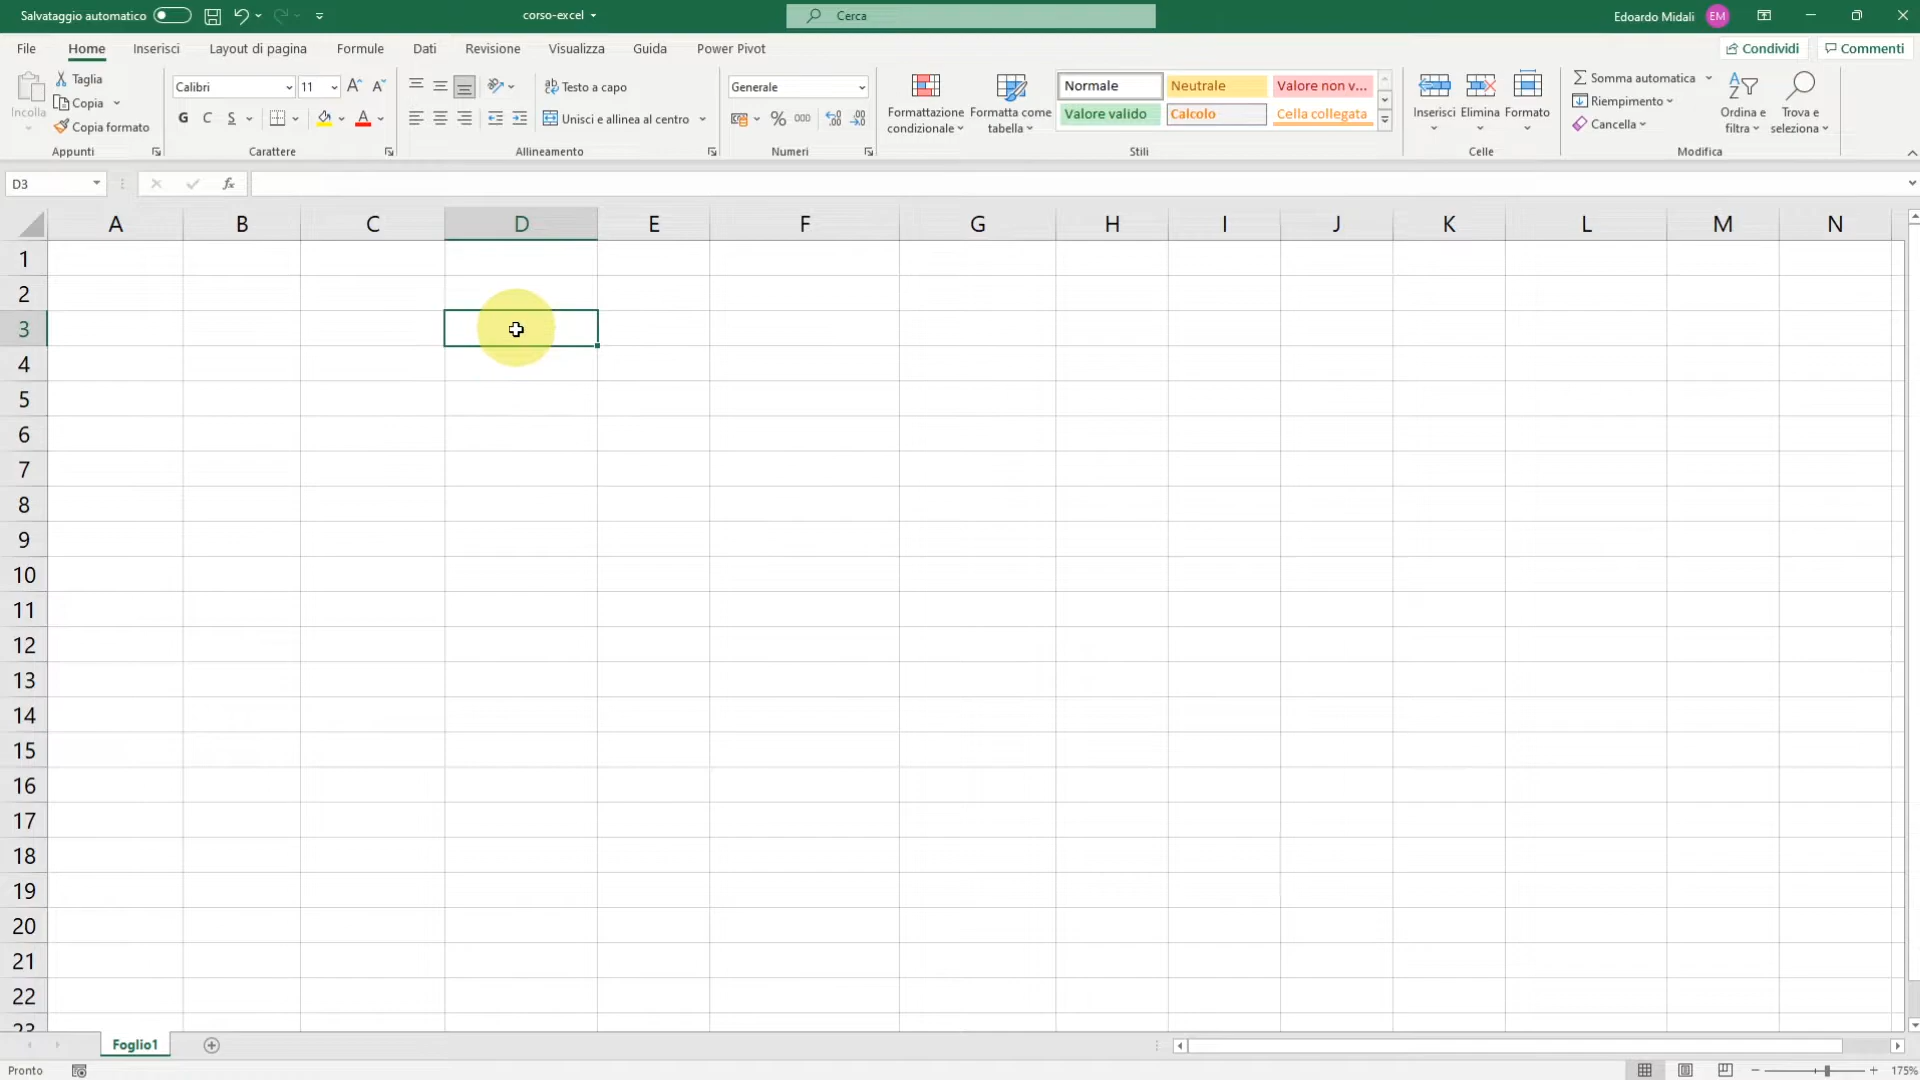 Salvataggio automatico
corso-excel
Cerca
Edoardo Midali
EM
File
Home
Inserisci
Layout di pagina
Formule
Dati
Revisione
Visualizza
Guida
Power Pivot
Condividi
Commenti
Incolla
Taglia
Copia
Copia formato
Appunti
Calibri
11
G C S
Carattere
Testo a capo
Unisci e allinea al centro
Allineamento
Generale
% 000
Numeri
Formattazione
condizionale
Formatta come
tabella
Normale
Neutrale
Valore non v...
Valore valido
Calcolo
Cella collegata
Stili
Inserisci
Elimina
Formato
Celle
Somma automatica
Riempimento
Cancella
Ordina e
filtra
Trova e
seleziona
Modifica
D3
fx
A B C D E F G H I J K L M N
1
2
3
4
5
6
7
8
9
10
11
12
13
14
15
16
17
18
19
20
21
22
23
Foglio1
Pronto
175%